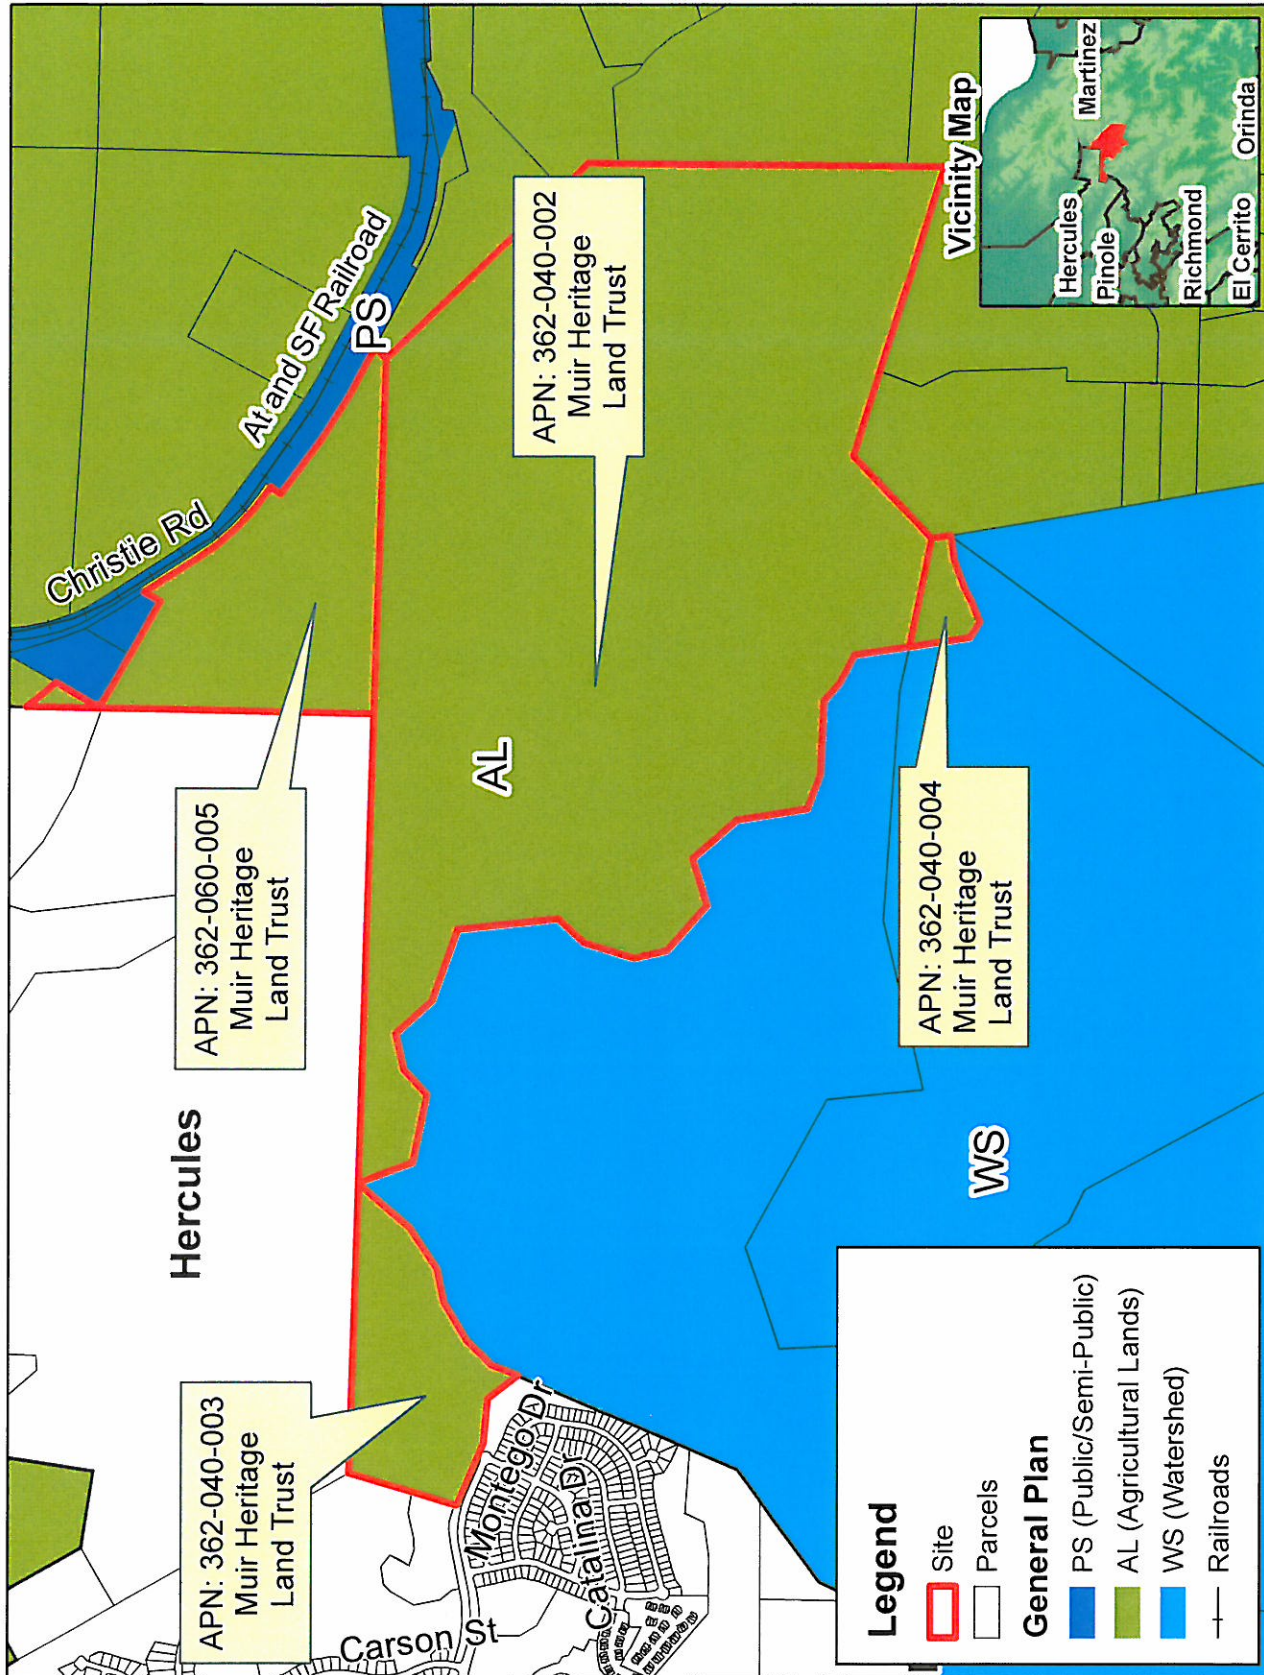 Hercules
APN: 362-040-003
Muir Heritage
Land Trust
APN: 362-060-005
Muir Heritage
Land Trust
Christie Rd
At and SF Railroad
PS
AL
APN: 362-040-002
Muir Heritage
Land Trust
Carson St
Montego Dr
Catalina Dr
APN: 362-040-004
Muir Heritage
Land Trust
WS
Legend
Site
Parcels
General Plan
PS (Public/Semi-Public)
AL (Agricultural Lands)
WS (Watershed)
Railroads
Vicinity Map
Hercules
Martinez
Pinole
Richmond
El Cerrito
Orinda